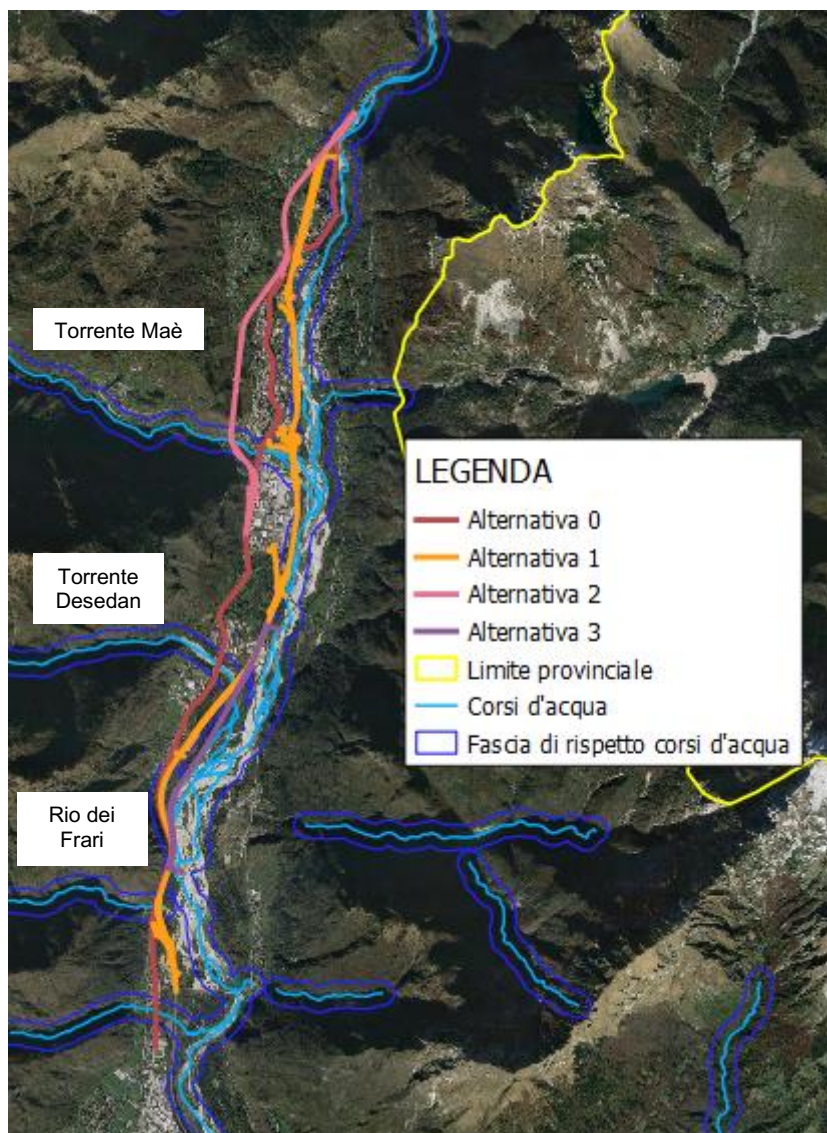 Torrente Maè
LEGENDA
Alternativa 0
Alternativa 1
Alternativa 2
Alternativa 3
Limite provinciale
Corsi d'acqua
Fascia di rispetto corsi d'acqua
Torrente
Desedan
Rio dei
Frari